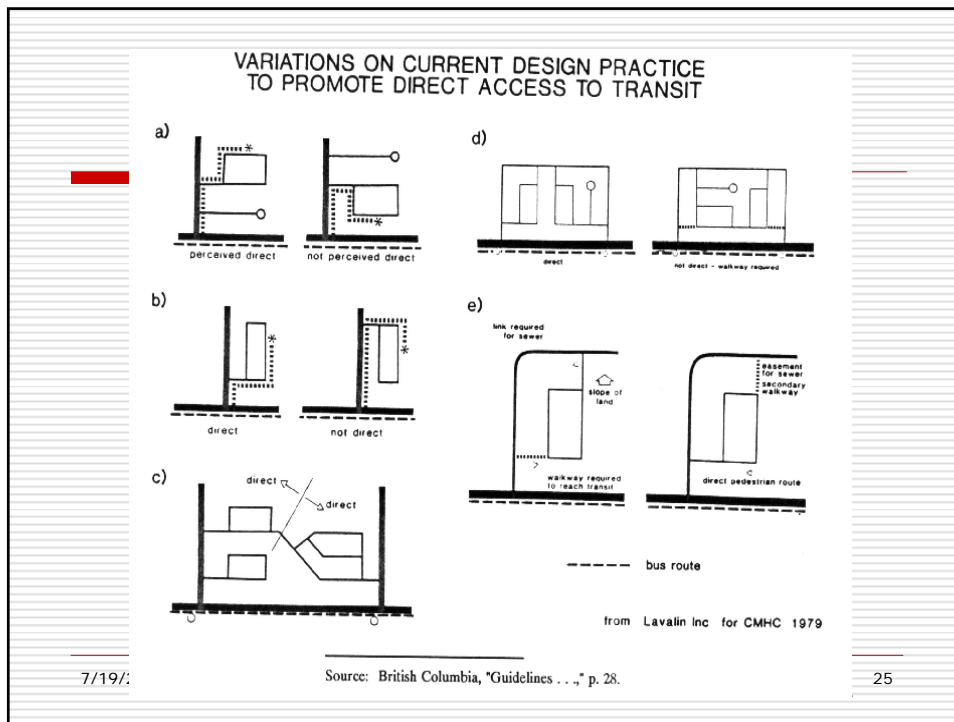 VARIATIONS ON CURRENT DESIGN PRACTICE
TO PROMOTE DIRECT ACCESS TO TRANSIT
a)
perceived direct
not perceived direct
b)
direct
not direct
c)
direct
direct
d)
direct
not direct - walkway required
e)
link required
for sewer
slope of
land
walkway required
to reach transit
easement
for sewer
secondary
walkway
direct pedestrian route
bus route
from Lavalin Inc for CMHC 1979
Source: British Columbia, "Guidelines . . .," p. 28.
7/19/2
25